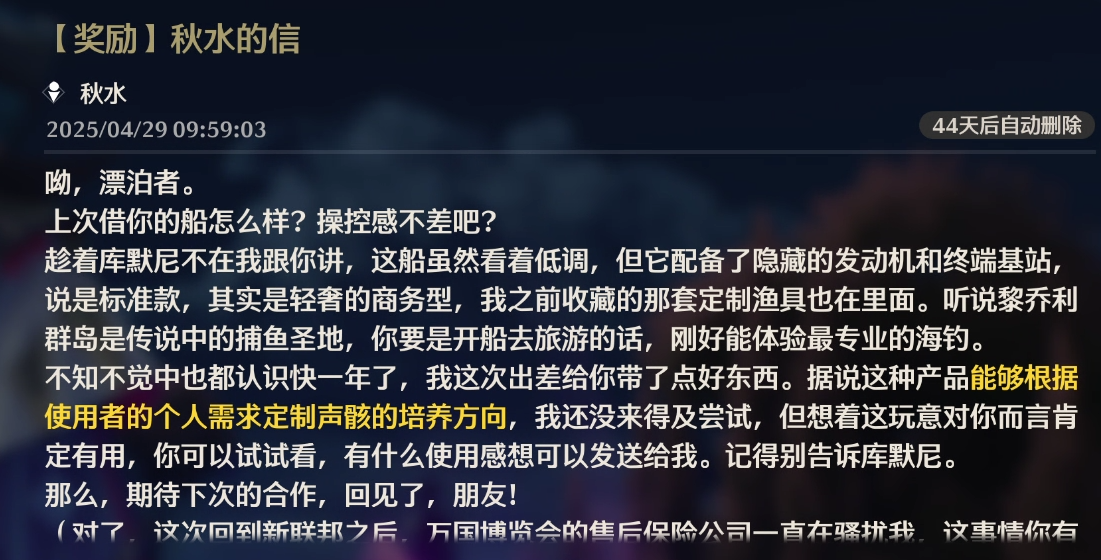 【奖励】秋水的信
秋水
2025/04/29 09:59:03
44天后自动删除
呦，漂泊者。
上次借你的船怎么样？操控感不差吧？
趁着库默尼不在我跟你讲，这船虽然看着低调，但它配备了隐藏的发动机和终端基站，
说是标准款，其实是轻奢的商务型，我之前收藏的那套定制渔具也在里面。听说黎乔利
群岛是传说中的捕鱼圣地，你要是开船去旅游的话，刚好能体验最专业的海钓。
不知不觉中也都认识快一年了，我这次出差给你带了点好东西。据说这种产品能够根据
使用者的个人需求定制声骸的培养方向，我还没来得及尝试，但想着这玩意对你而言肯
定有用，你可以试试看，有什么使用感想可以发送给我。记得别告诉库默尼。
那么，期待下次的合作，回见了，朋友！
（对了，这次回到新联邦之后，万国博览会的售后保险公司一直在骚扰我，这事情你有